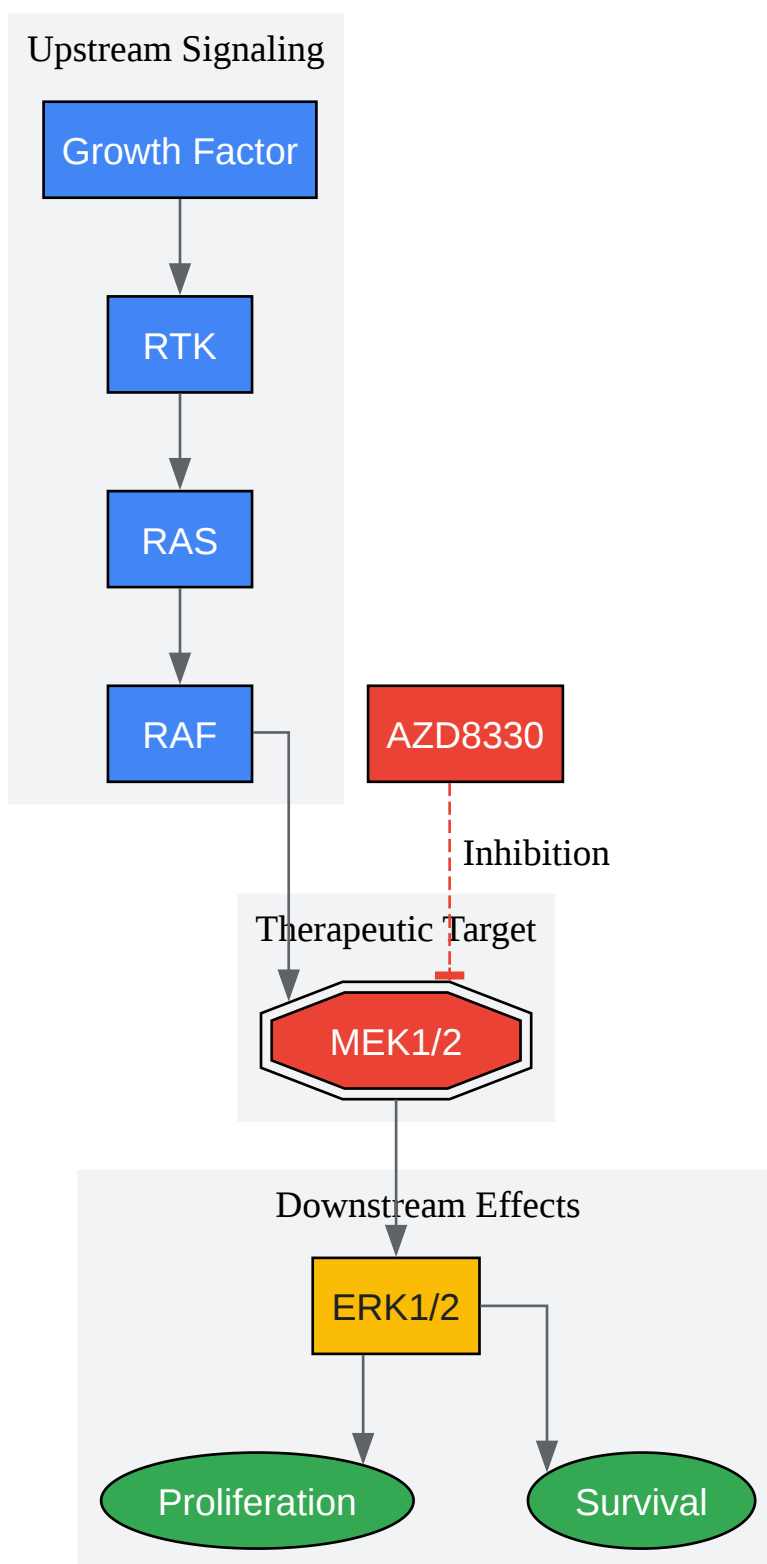 Upstream Signaling
Growth Factor
RTK
RAS
RAF
AZD8330
Inhibition
Therapeutic Target
MEK1/2
Downstream Effects
ERK1/2
Proliferation
Survival